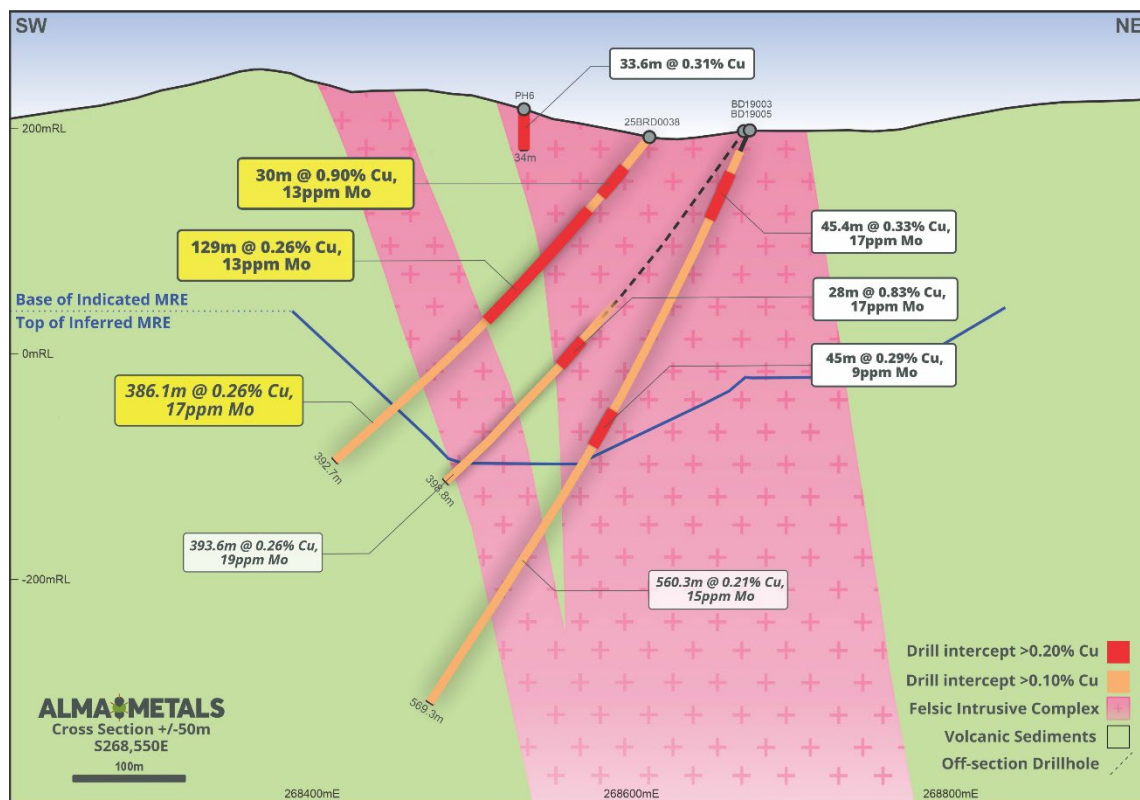 SW
NE
33.6m @ 0.31% Cu
PH6
34m
25BRD0038
BD19003
BD19005
200mRL
30m @ 0.90% Cu,
13ppm Mo
129m @ 0.26% Cu,
13ppm Mo
45.4m @ 0.33% Cu,
17ppm Mo
28m @ 0.83% Cu,
17ppm Mo
Base of Indicated MRE
Top of Inferred MRE
0mRL
45m @ 0.29% Cu,
9ppm Mo
386.1m @ 0.26% Cu,
17ppm Mo
392.7m
398.8m
393.6m @ 0.26% Cu,
19ppm Mo
-200mRL
560.3m @ 0.21% Cu,
15ppm Mo
569.3m
Drill intercept >0.20% Cu
Drill intercept >0.10% Cu
Felsic Intrusive Complex
Volcanic Sediments
Off-section Drillhole
ALMA METALS
Cross Section +/-50m
S268,550E
100m
268400mE
268600mE
268800mE